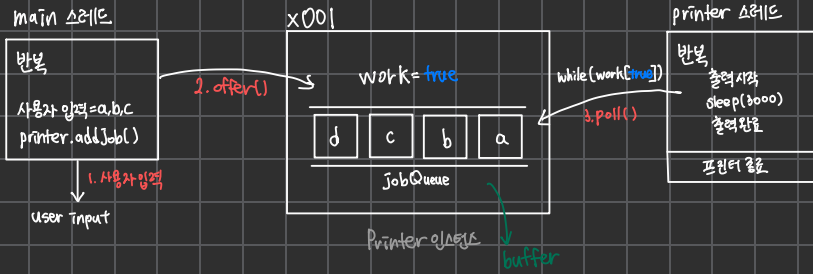 main 스레드
반복
사용자 입력=a,b,c
printer.addJob()
1. 사용자입력
user input
2. offer()
x001
work=true
d c b a
jobQueue
Printer 인스턴스
buffer
while(work[true])
3.poll()
printer 스레드
반복
출력시작
sleep(3000)
출력완료
프린터 종료